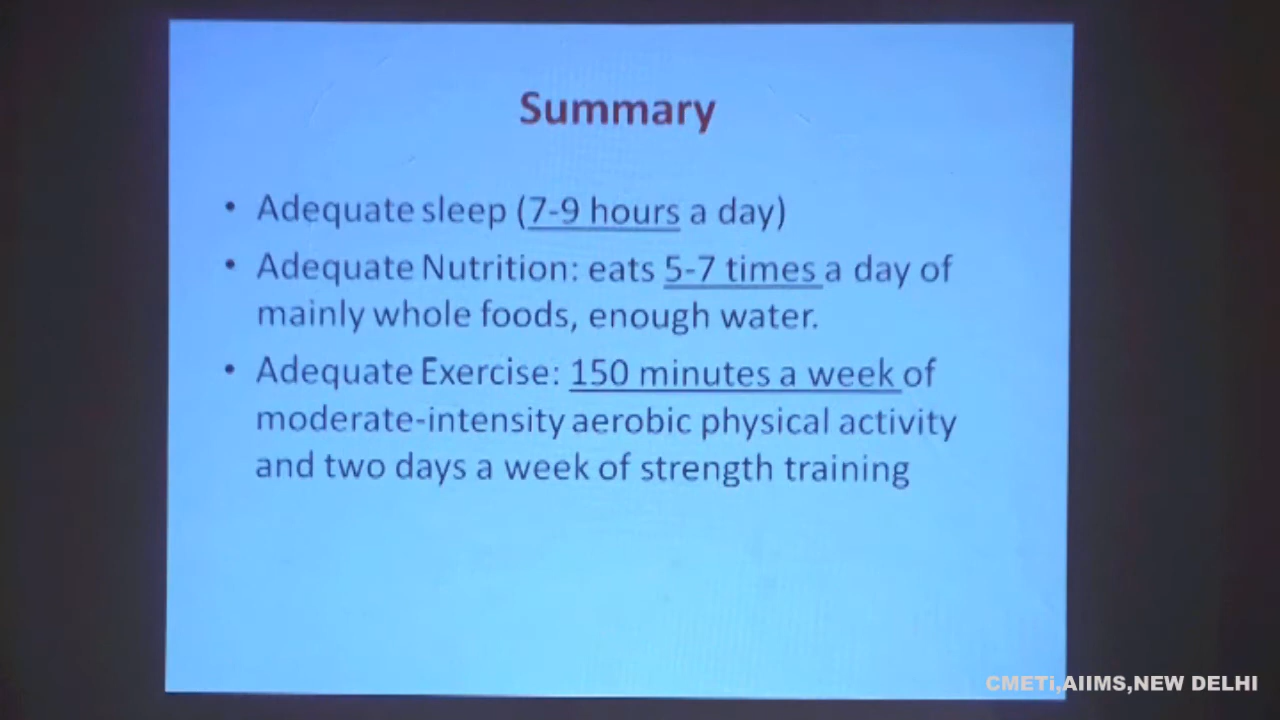 Summary
• Adequate sleep (7-9 hours a day)
• Adequate Nutrition: eats 5-7 times a day of
mainly whole foods, enough water.
• Adequate Exercise: 150 minutes a week of
moderate-intensity aerobic physical activity
and two days a week of strength training
CMETi,AIIMS,NEW DELHI